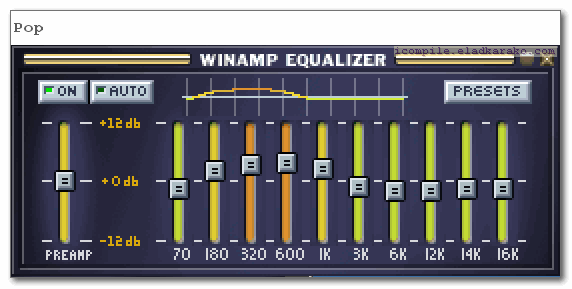 Pop
icompile.eladkarako.com
WINAMP EQUALIZER
ON AUTO PRESETS
+12db
+0db
-12db
PREAMP 70 180 320 600 1K 3K 6K 12K 14K 16K